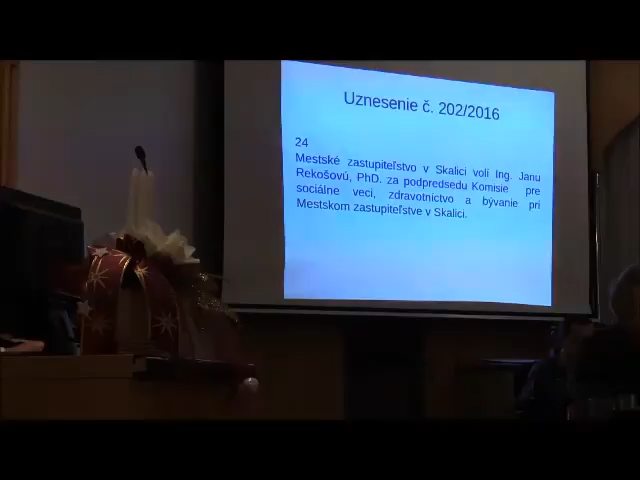 Uznesenie č. 202/2016
24
Mestské zastupiteľstvo v Skalici volí Ing. Janu
Rekošovú, PhD. za podpredsedu Komisie pre
sociálne veci, zdravotníctvo a bývanie pri
Mestskom zastupiteľstve v Skalici.